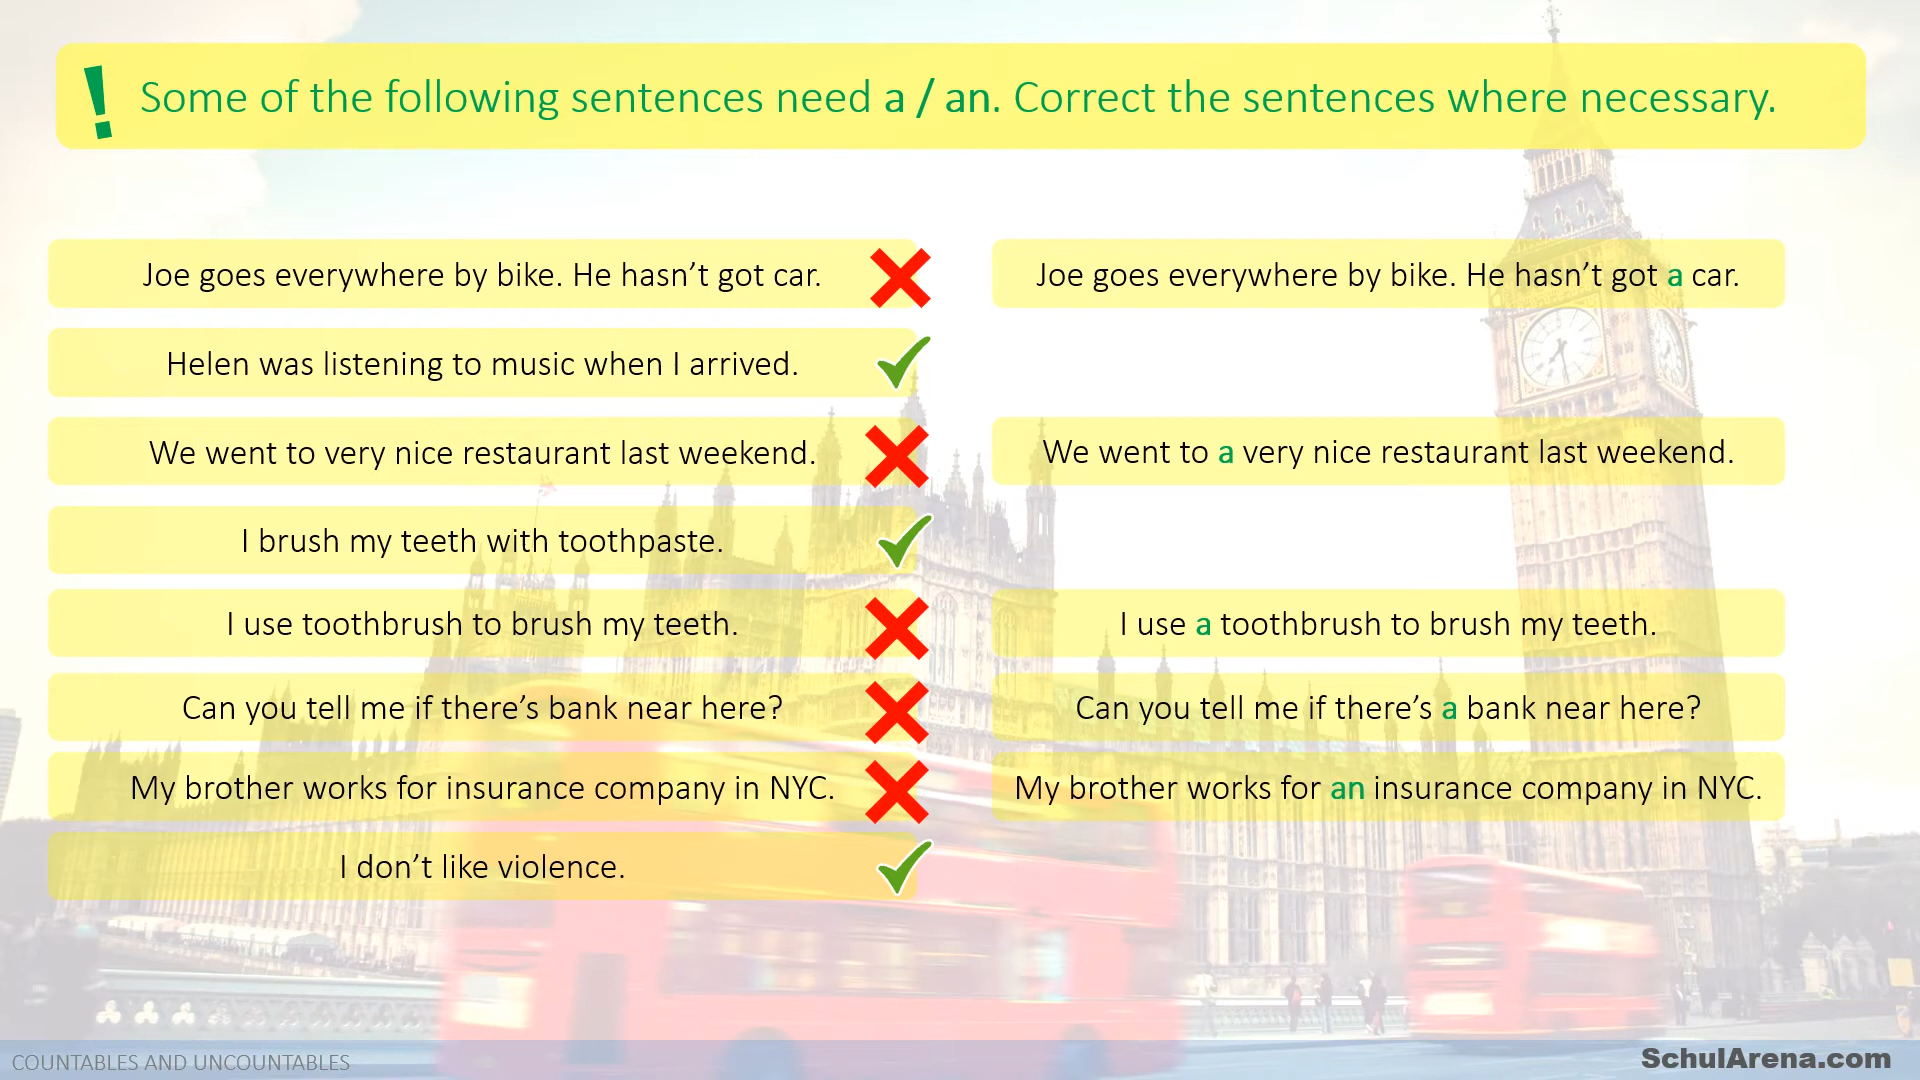 ! Some of the following sentences need a / an. Correct the sentences where necessary.
Joe goes everywhere by bike. He hasn’t got car.
Joe goes everywhere by bike. He hasn’t got a car.
Helen was listening to music when I arrived.
We went to very nice restaurant last weekend.
We went to a very nice restaurant last weekend.
I brush my teeth with toothpaste.
I use toothbrush to brush my teeth.
I use a toothbrush to brush my teeth.
Can you tell me if there’s bank near here?
Can you tell me if there’s a bank near here?
My brother works for insurance company in NYC.
My brother works for an insurance company in NYC.
I don’t like violence.
COUNTABLES AND UNCOUNTABLES
SchulArena.com